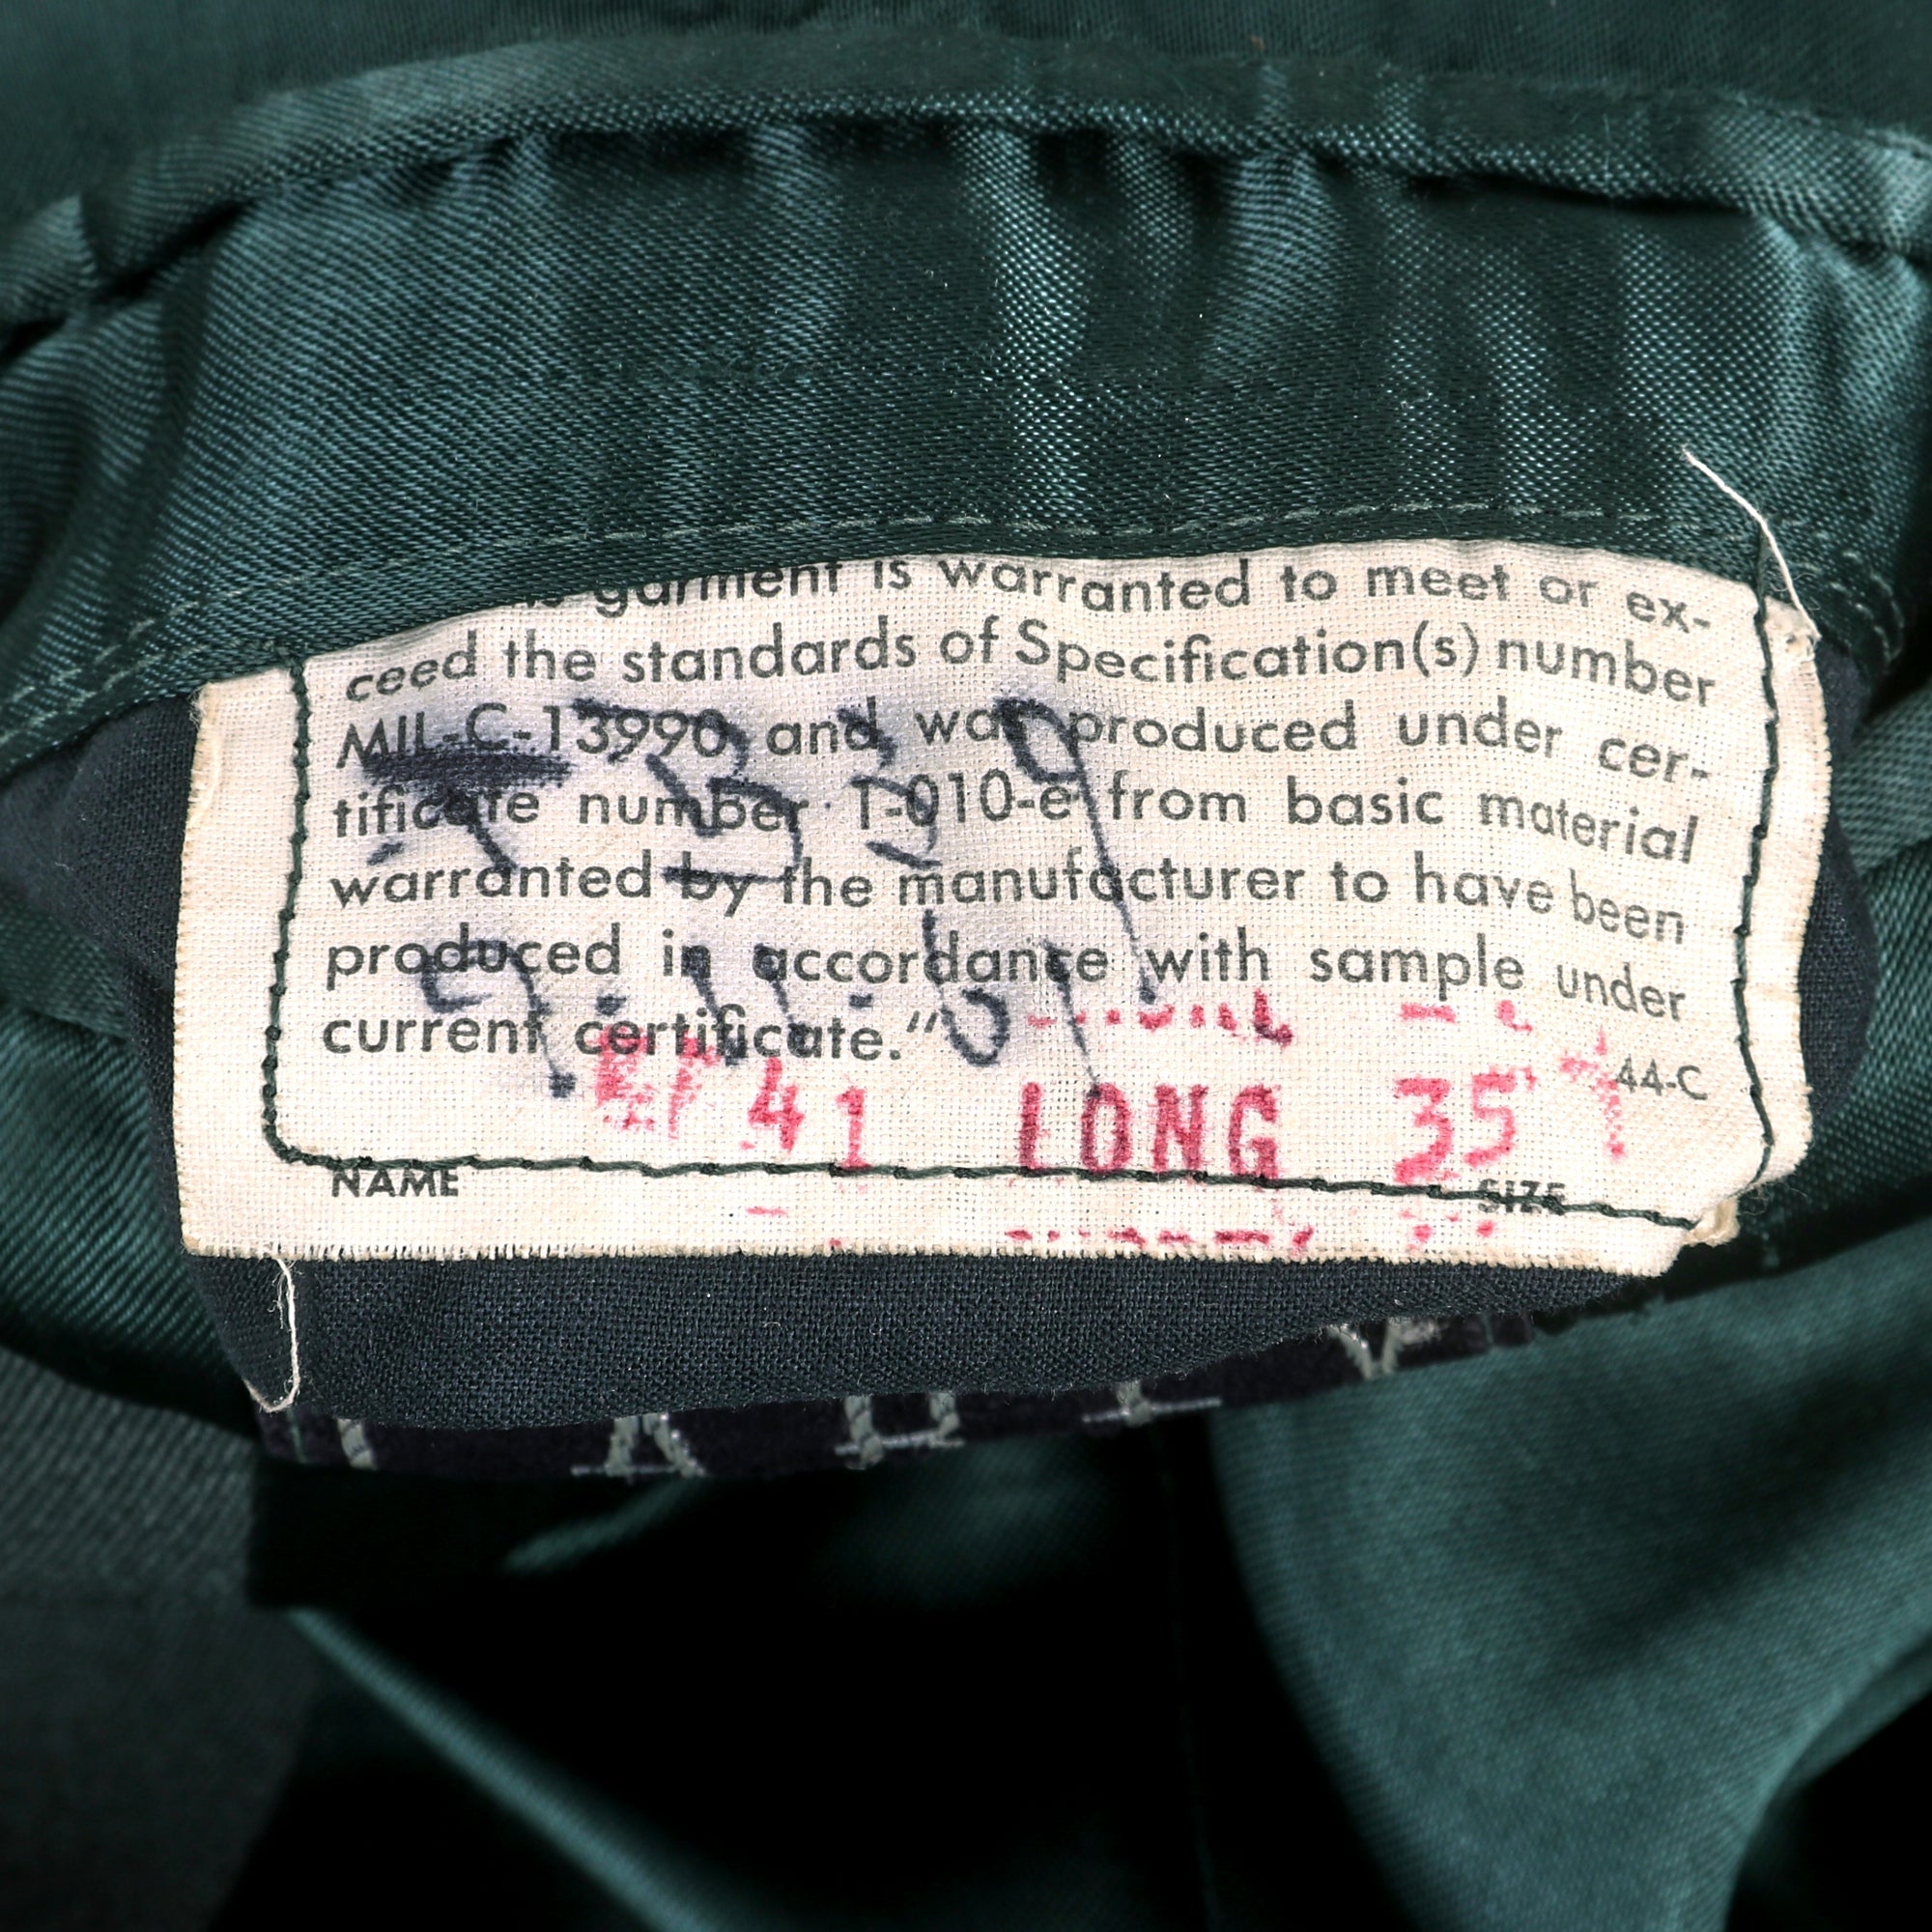 garment is warranted to meet or ex-
ceed the standards of Specification(s) number
MIL-C-13990 and was produced under cer-
tificate number T-010-e from basic material
warranted by the manufacturer to have been
produced in accordance with sample under
current certificate."
44-C
41 LONG 35
NAME SIZE